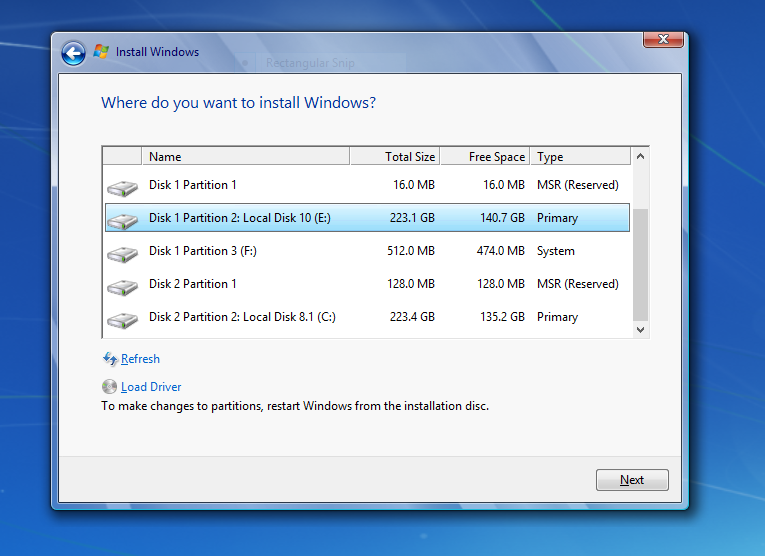 Install Windows
Rectangular Snip
Where do you want to install Windows?
Name Total Size Free Space Type
Disk 1 Partition 1 16.0 MB 16.0 MB MSR (Reserved)
Disk 1 Partition 2: Local Disk 10 (E:) 223.1 GB 140.7 GB Primary
Disk 1 Partition 3 (F:) 512.0 MB 474.0 MB System
Disk 2 Partition 1 128.0 MB 128.0 MB MSR (Reserved)
Disk 2 Partition 2: Local Disk 8.1 (C:) 223.4 GB 135.2 GB Primary
Refresh
Load Driver
To make changes to partitions, restart Windows from the installation disc.
Next